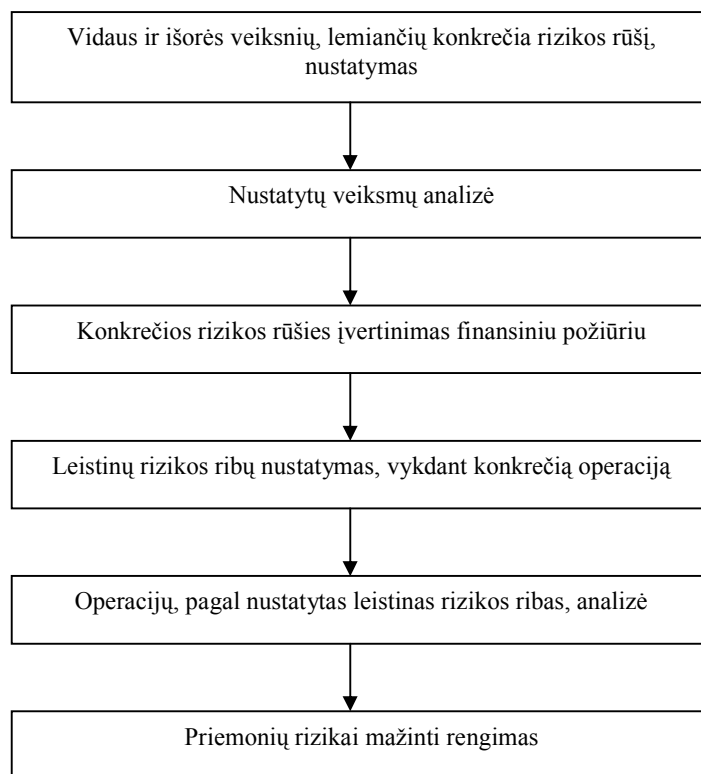 Vidaus ir išorės veiksnių, lemiančių konkrečia rizikos rūšį,
nustatymas
Nustatytų veiksmų analizė
Konkrečios rizikos rūšies įvertinimas finansiniu požiūriu
Leistinų rizikos ribų nustatymas, vykdant konkrečią operaciją
Operacijų, pagal nustatytas leistinas rizikos ribas, analizė
Priemonių rizikai mažinti rengimas